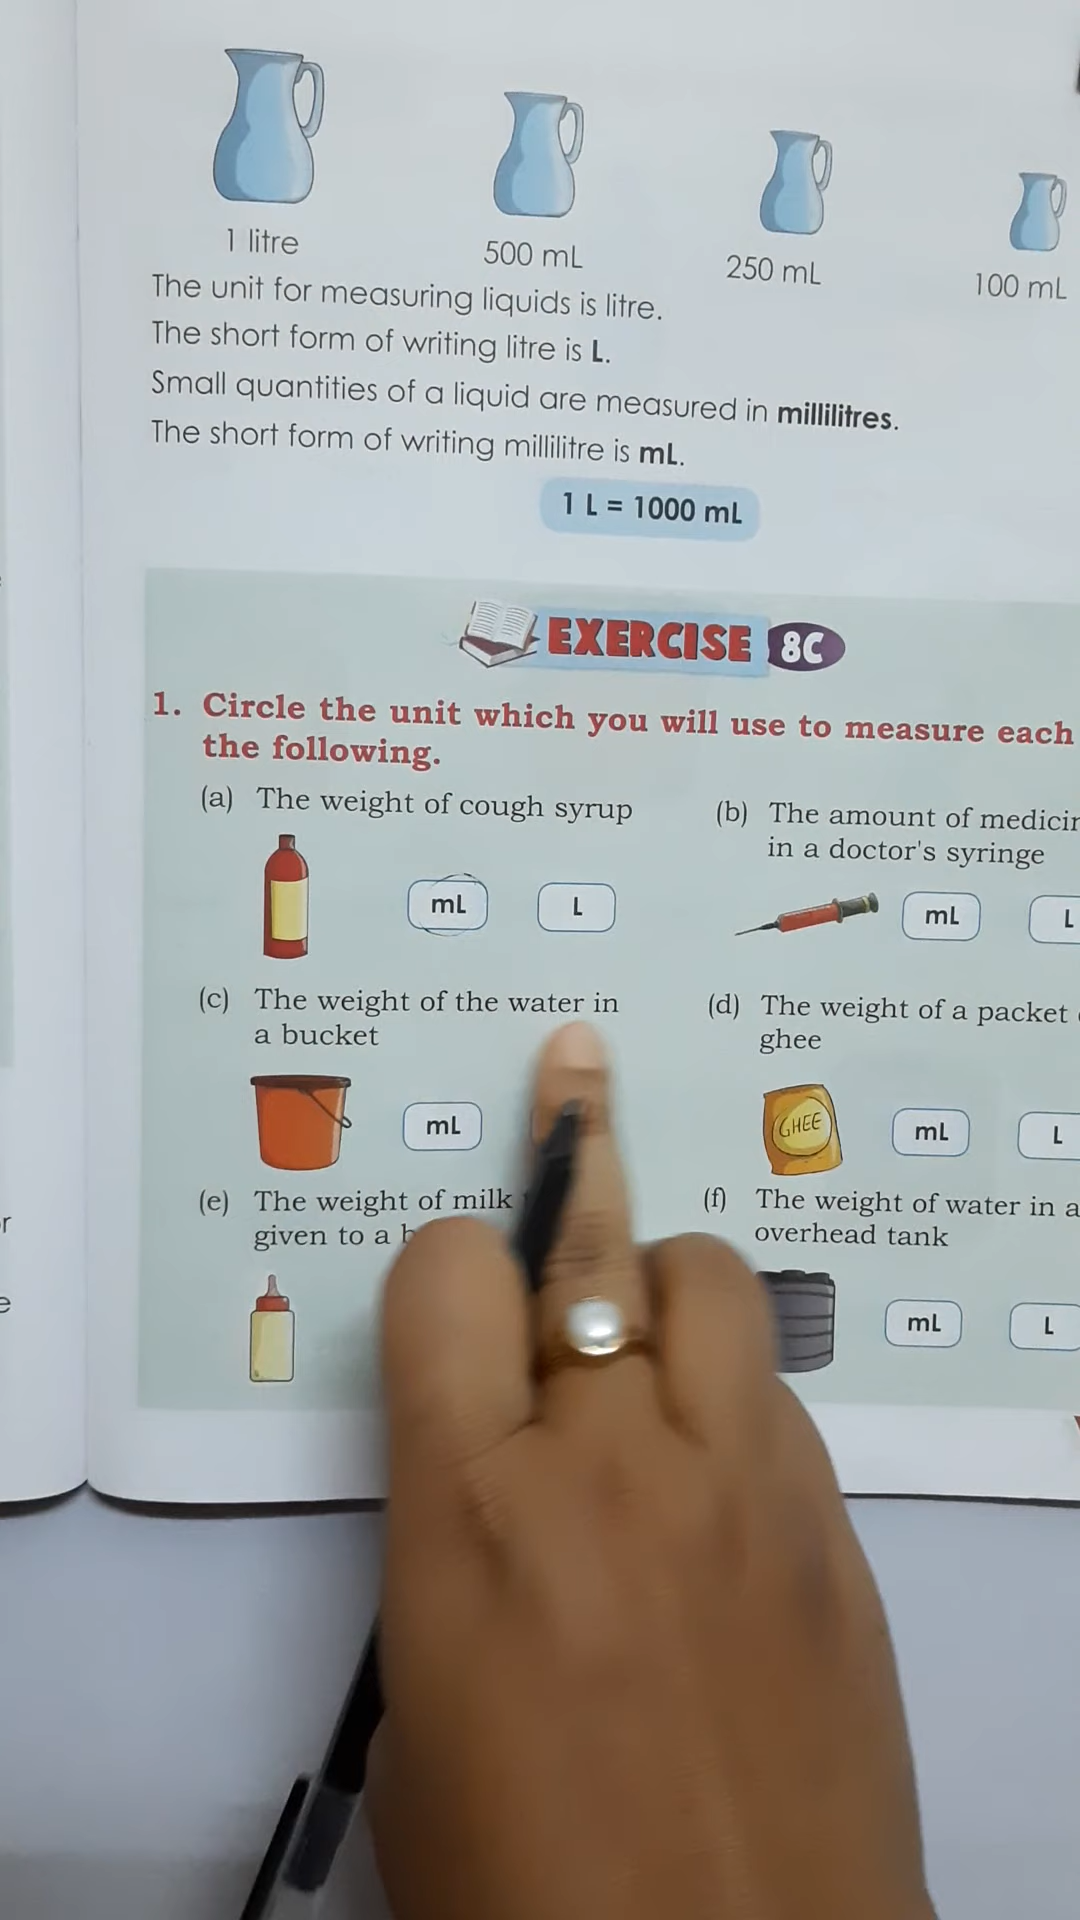 1 litre
500 mL
250 mL
100 mL
The unit for measuring liquids is litre.
The short form of writing litre is L.
Small quantities of a liquid are measured in millilitres.
The short form of writing millilitre is mL.
1 L = 1000 mL
EXERCISE 8C
1. Circle the unit which you will use to measure each
the following.
(a) The weight of cough syrup
mL L
(b) The amount of
in a doctor's syringe
mL L
(c) The weight of the water in
a bucket
mL
(d) The weight of a packet
ghee
GHEE
mL L
(e) The weight of milk
given to a
(f) The weight of water in a
overhead tank
mL L